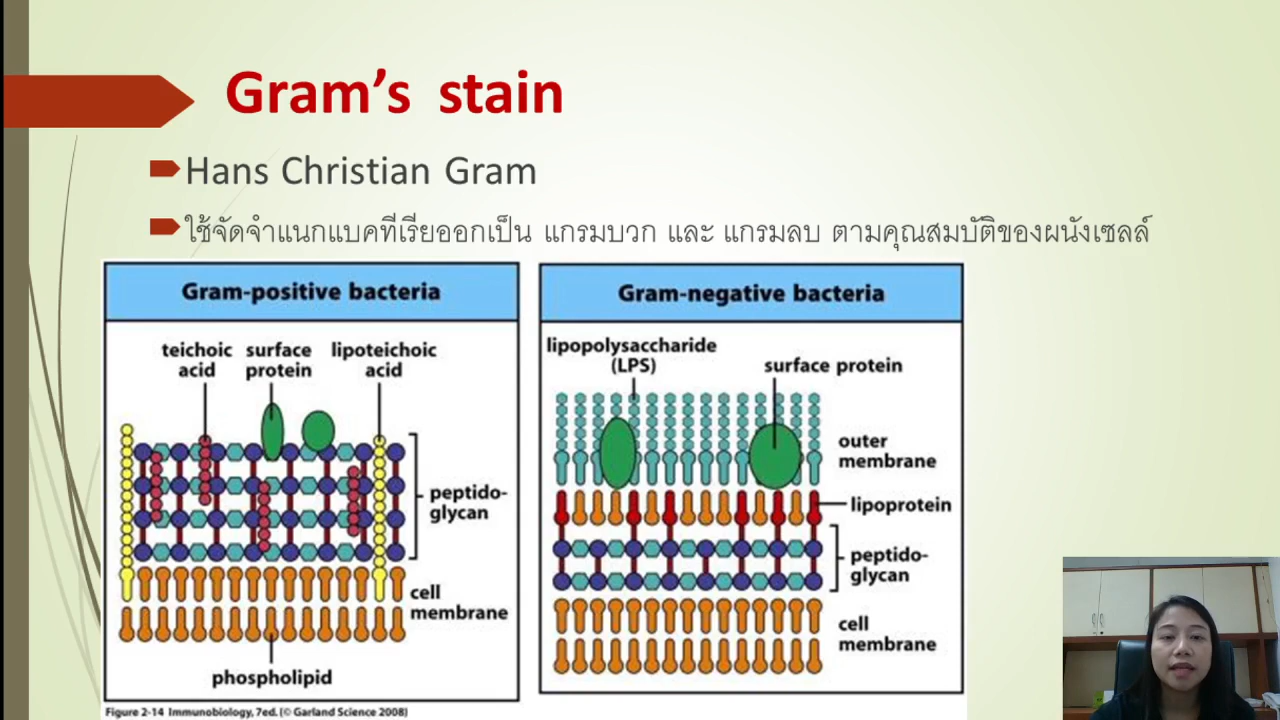 Gram's stain
Hans Christian Gram
ใช้จัดจำแนกแบคทีเรียออกเป็น แกรมบวก และ แกรมลบ ตามคุณสมบัติของผนังเซลล์
Gram-positive bacteria
teichoic acid
surface protein
lipoteichoic acid
peptido-
glycan
cell
membrane
phospholipid
Figure 2-14 Immunobiology, 7ed. (© Garland Science 2008)
Gram-negative bacteria
lipopolysaccharide
(LPS)
surface protein
outer
membrane
lipoprotein
peptido-
glycan
cell
membrane